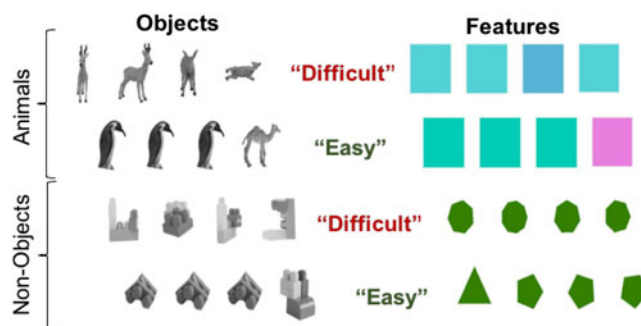 Objects
Features
Animals
“Difficult”
“Easy”
Non-Objects
“Difficult”
“Easy”